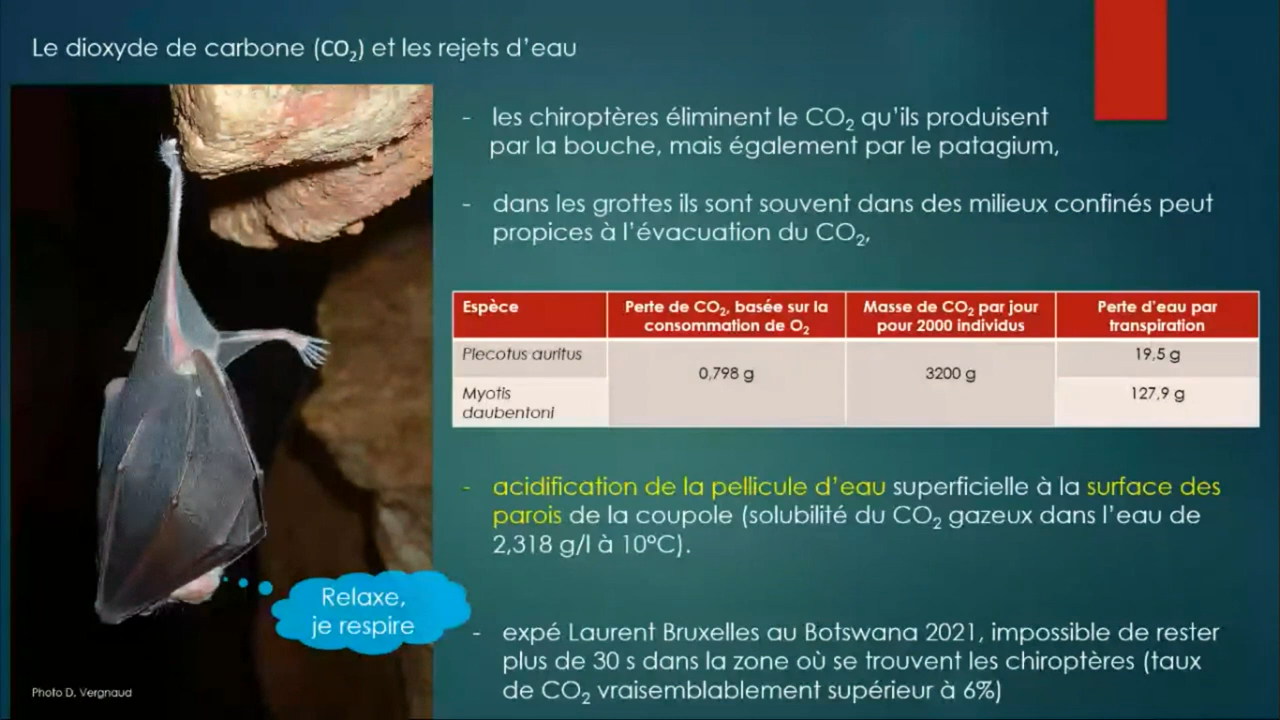 Le dioxyde de carbone (CO₂) et les rejets d'eau
- les chiroptères éliminent le CO₂ qu'ils produisent
par la bouche, mais également par le patagium,
- dans les grottes ils sont souvent dans des milieux confinés peut
propices à l'évacuation du CO₂,
Espèce
Perte de CO₂, basée sur la
consommation de O₂
Masse de CO₂ par jour
pour 2000 individus
Perte d'eau par
transpiration
Plecotus auritus
0,798 g
3200 g
19,5 g
Myotis
daubentoni
127,9 g
- acidification de la pellicule d'eau superficielle à la surface des
parois de la coupole (solubilité du CO₂ gazeux dans l'eau de
2,318 g/l à 10°C).
Relaxe,
je respire
- expé Laurent Bruxelles au Botswana 2021, impossible de rester
plus de 30 s dans la zone où se trouvent les chiroptères (taux
de CO₂ vraisemblablement supérieur à 6%)
Photo D. Vergnaud